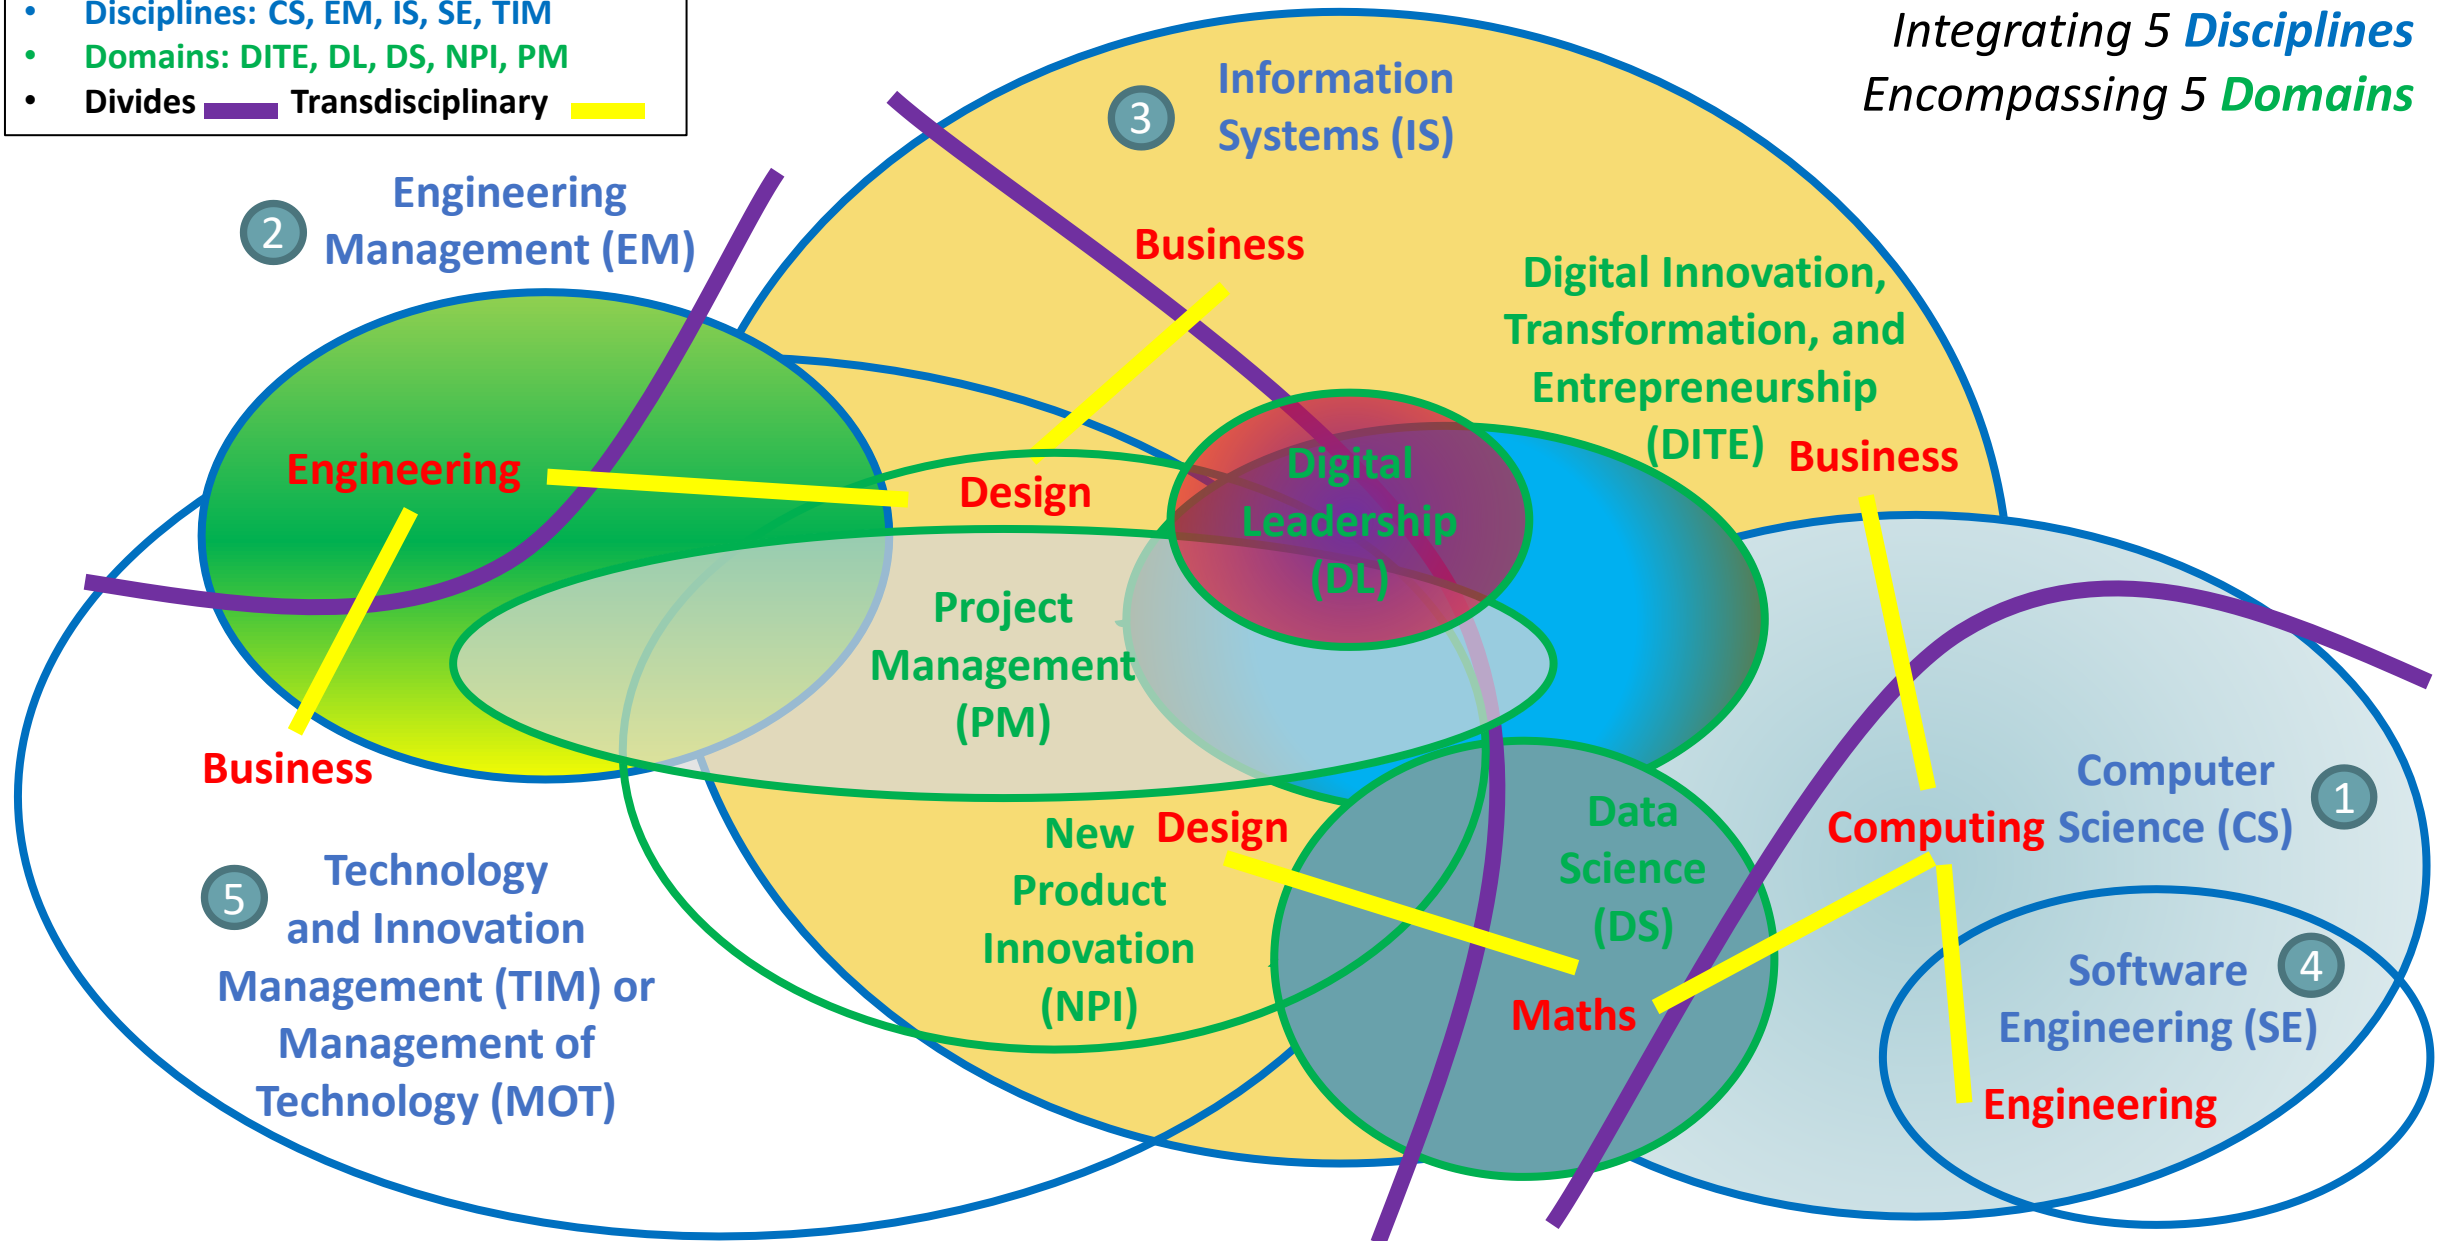 • Disciplines: CS, EM, IS, SE, TIM
• Domains: DITE, DL, DS, NPI, PM
• Divides Transdisciplinary
Integrating 5 Disciplines
Encompassing 5 Domains
3
Information
Systems (IS)
2
Engineering
Management (EM)
Business
Digital Innovation,
Transformation, and
Entrepreneurship
(DITE)
Business
Engineering
Design
Digital
Leadership
(DL)
Project
Management
(PM)
Business
Computer
Science (CS)
1
Computing
Data
Science
(DS)
Design
New
Product
Innovation
(NPI)
Maths
5
Technology
and Innovation
Management (TIM) or
Management of
Technology (MOT)
Software
Engineering (SE)
4
Engineering